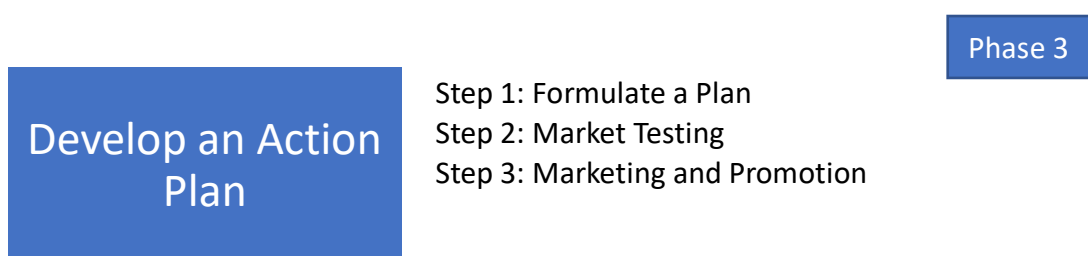 Phase 3
Develop an Action
Plan
Step 1: Formulate a Plan
Step 2: Market Testing
Step 3: Marketing and Promotion